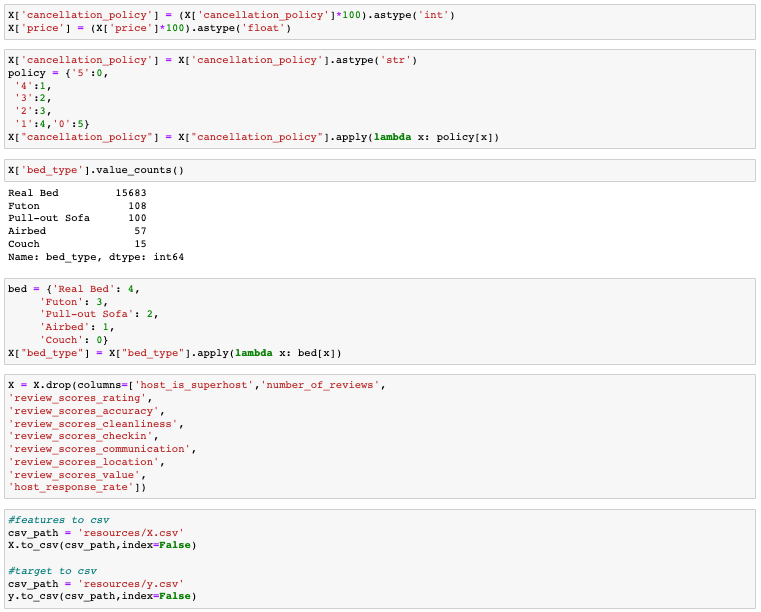 X['cancellation_policy'] = (X['cancellation_policy']*100).astype('int')
X['price'] = (X['price']*100).astype('float')
X['cancellation_policy'] = X['cancellation_policy'].astype('str')
policy = {'5':0,
'4':1,
'3':2,
'2':3,
'1':4,'0':5}
X["cancellation_policy"] = X["cancellation_policy"].apply(lambda x: policy[x])
X['bed_type'].value_counts()
Real Bed 15683
Futon 108
Pull-out Sofa 100
Airbed 57
Couch 15
Name: bed_type, dtype: int64
bed = {'Real Bed': 4,
'Futon': 3,
'Pull-out Sofa': 2,
'Airbed': 1,
'Couch': 0}
X["bed_type"] = X["bed_type"].apply(lambda x: bed[x])
X = X.drop(columns=['host_is_superhost','number_of_reviews',
'review_scores_rating',
'review_scores_accuracy',
'review_scores_cleanliness',
'review_scores_checkin',
'review_scores_communication',
'review_scores_location',
'review_scores_value',
'host_response_rate'])
#features to csv
csv_path = 'resources/X.csv'
X.to_csv(csv_path,index=False)
#target to csv
csv_path = 'resources/y.csv'
y.to_csv(csv_path,index=False)